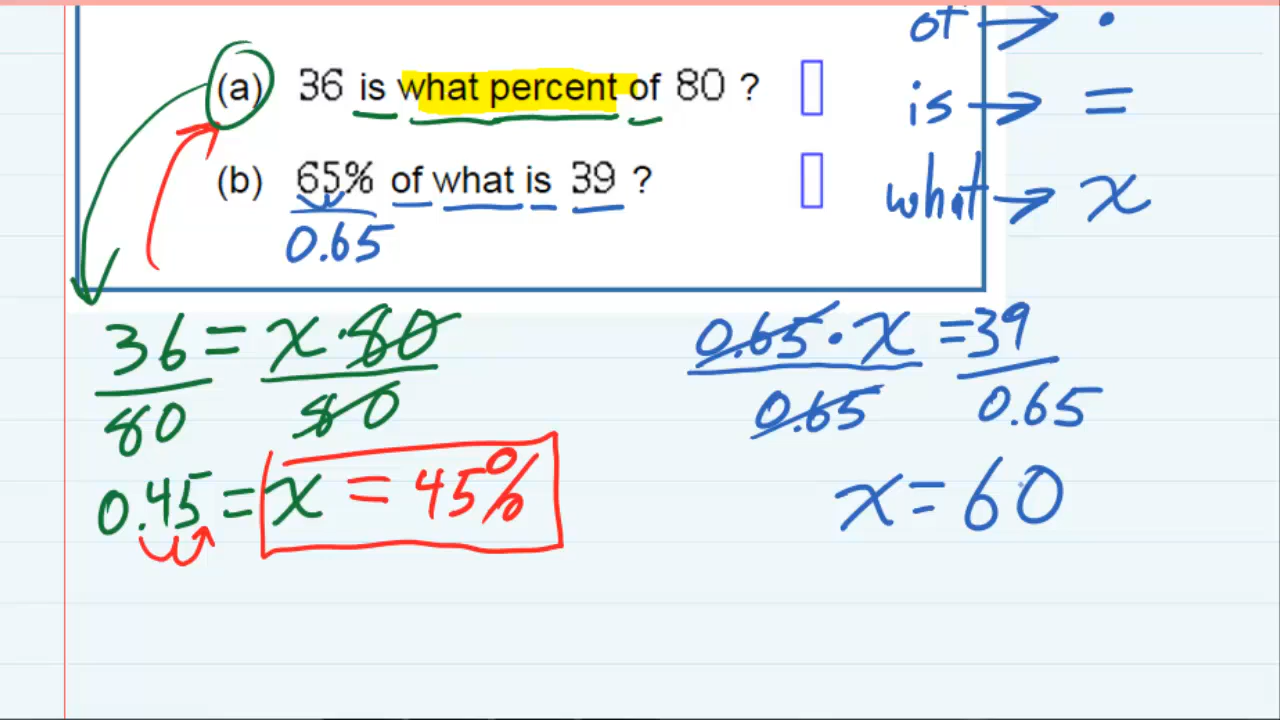 of → ·
(a) 36 is what percent of 80 ?
is → =
(b) 65% of what is 39 ?
what → x
0.65
36 = x·80
80 80
0.45 = x = 45%
0.65 · x = 39
0.65 0.65
x = 60